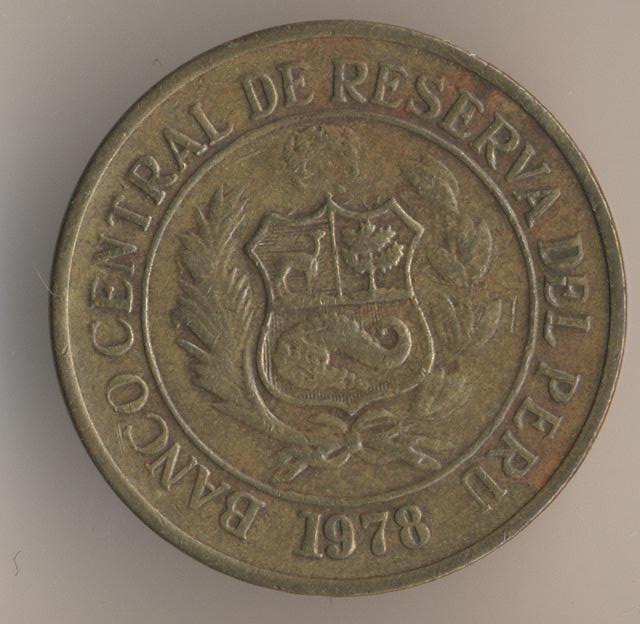 BANCO CENTRAL DE RESERVA DEL PERU
1978